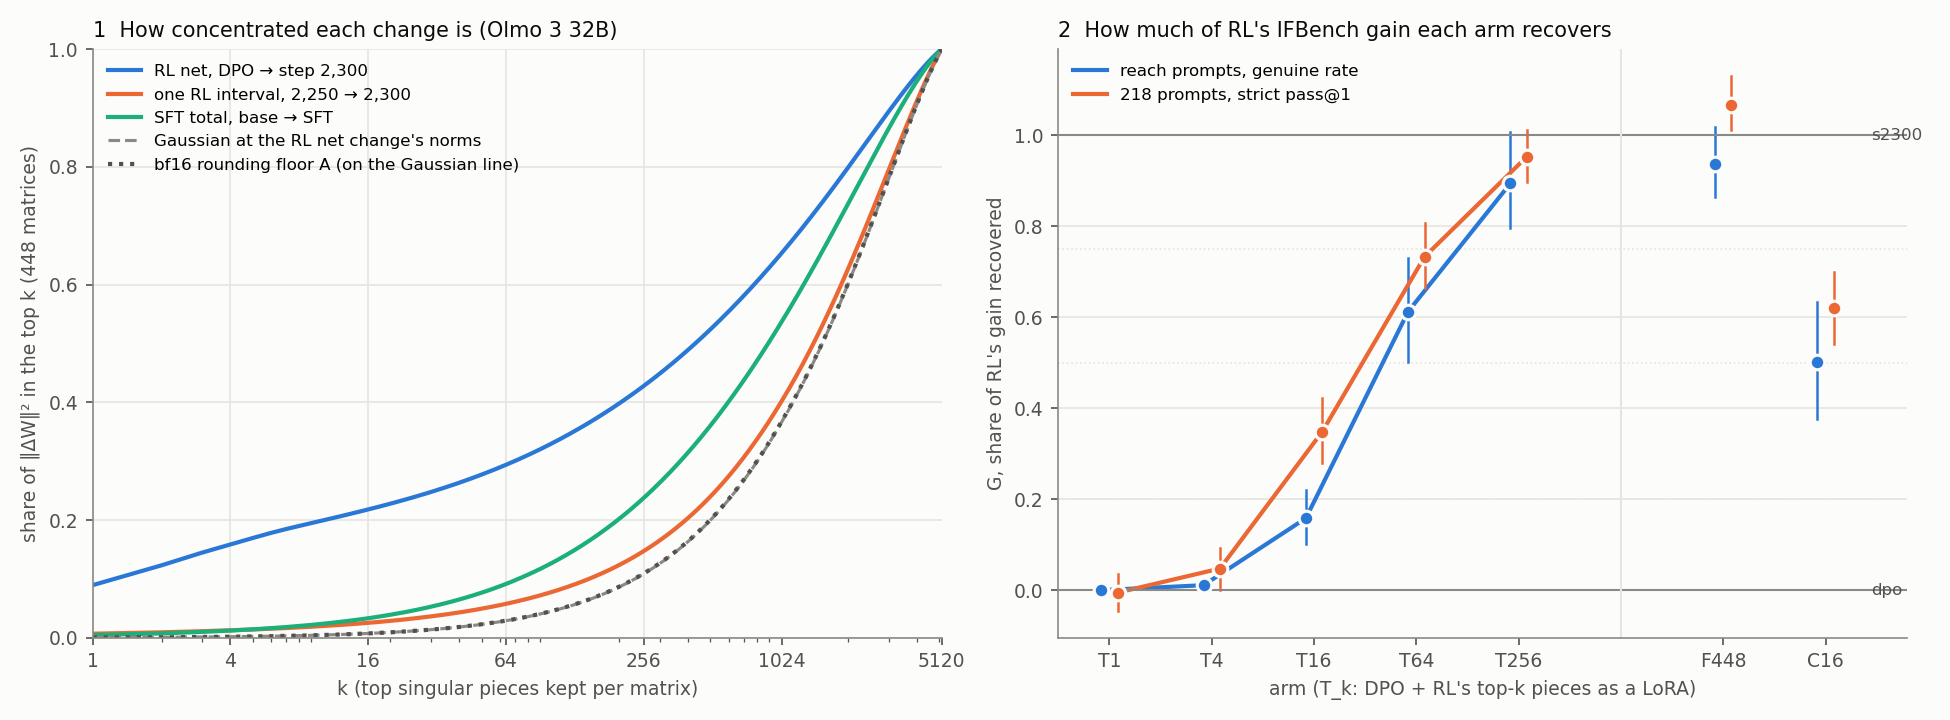 1  How concentrated each change is (Olmo 3 32B)
share of ‖ΔW‖² in the top k (448 matrices)
1.0
0.8
0.6
0.4
0.2
0.0
RL net, DPO → step 2,300
one RL interval, 2,250 → 2,300
SFT total, base → SFT
Gaussian at the RL net change's norms
bf16 rounding floor A (on the Gaussian line)
1
4
16
64
256
1024
5120
k (top singular pieces kept per matrix)
2  How much of RL's IFBench gain each arm recovers
G, share of RL's gain recovered
1.0
0.8
0.6
0.4
0.2
0.0
reach prompts, genuine rate
218 prompts, strict pass@1
s2300
dpo
T1
T4
T16
T64
T256
F448
C16
arm (T_k: DPO + RL's top-k pieces as a LoRA)